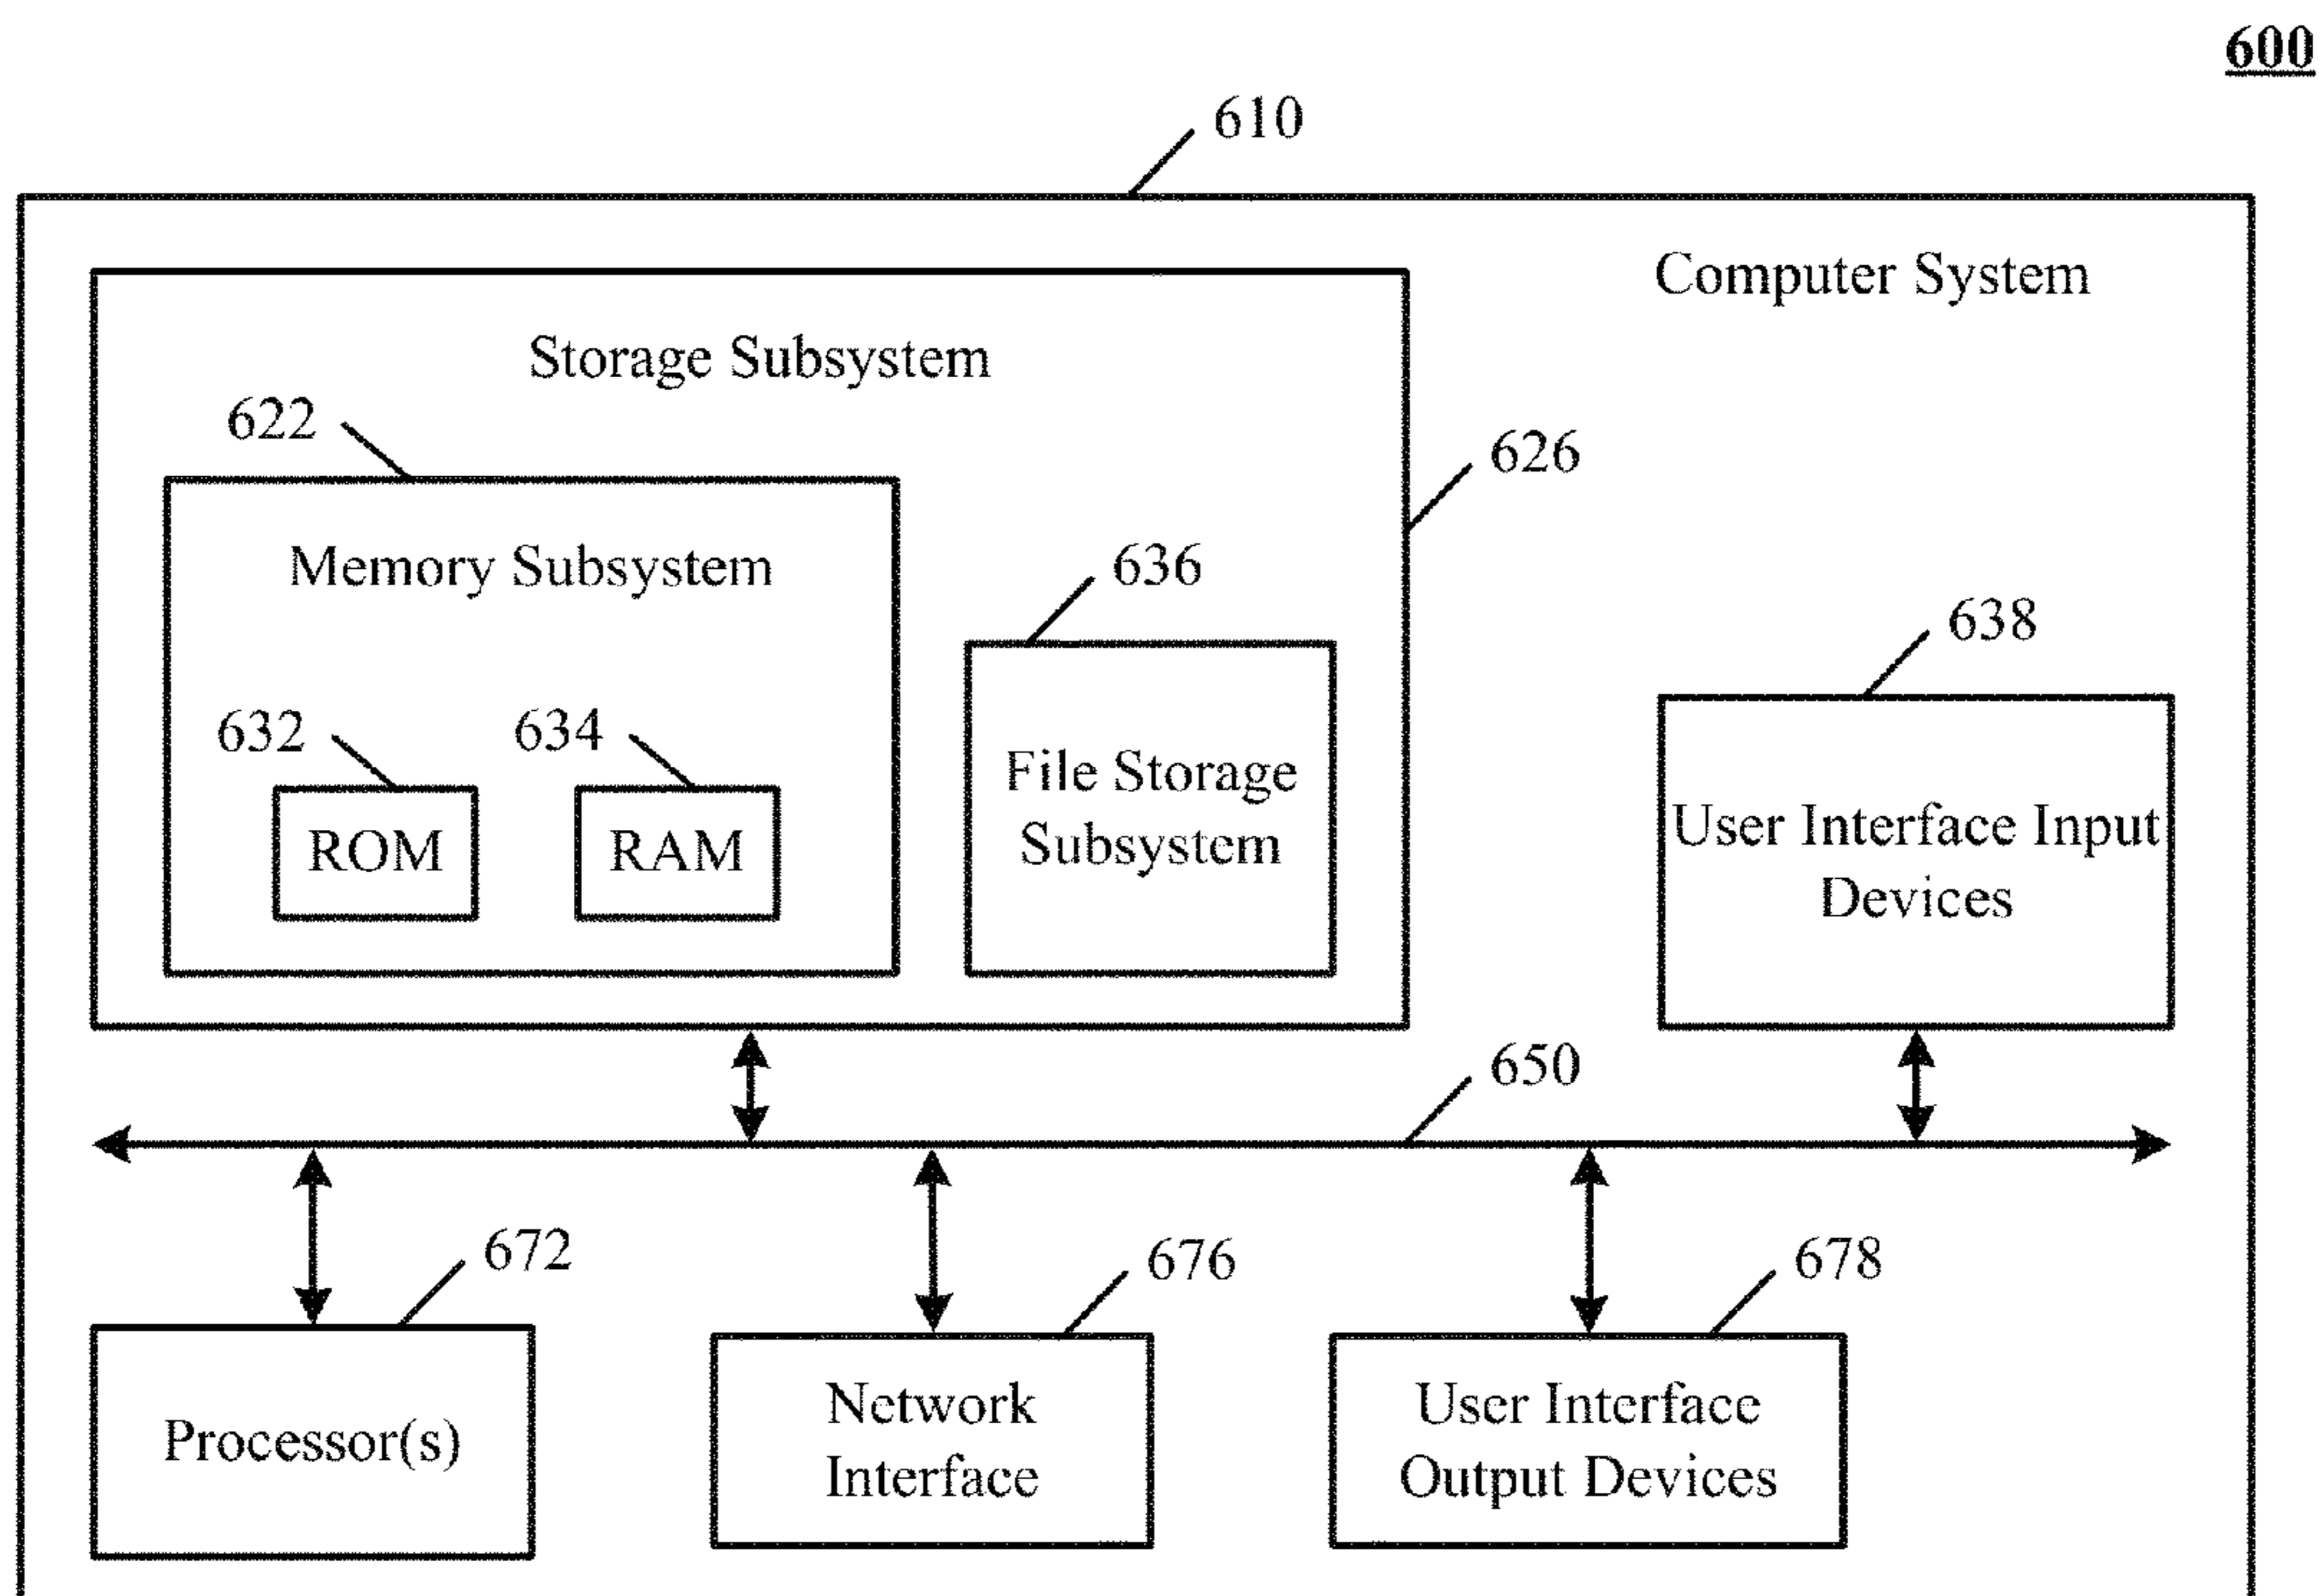 600
610
Computer System
Storage Subsystem
622
626
Memory Subsystem
636
638
632
634
ROM
RAM
File Storage
Subsystem
User Interface Input
Devices
650
672
676
678
Processor(s)
Network
Interface
User Interface
Output Devices